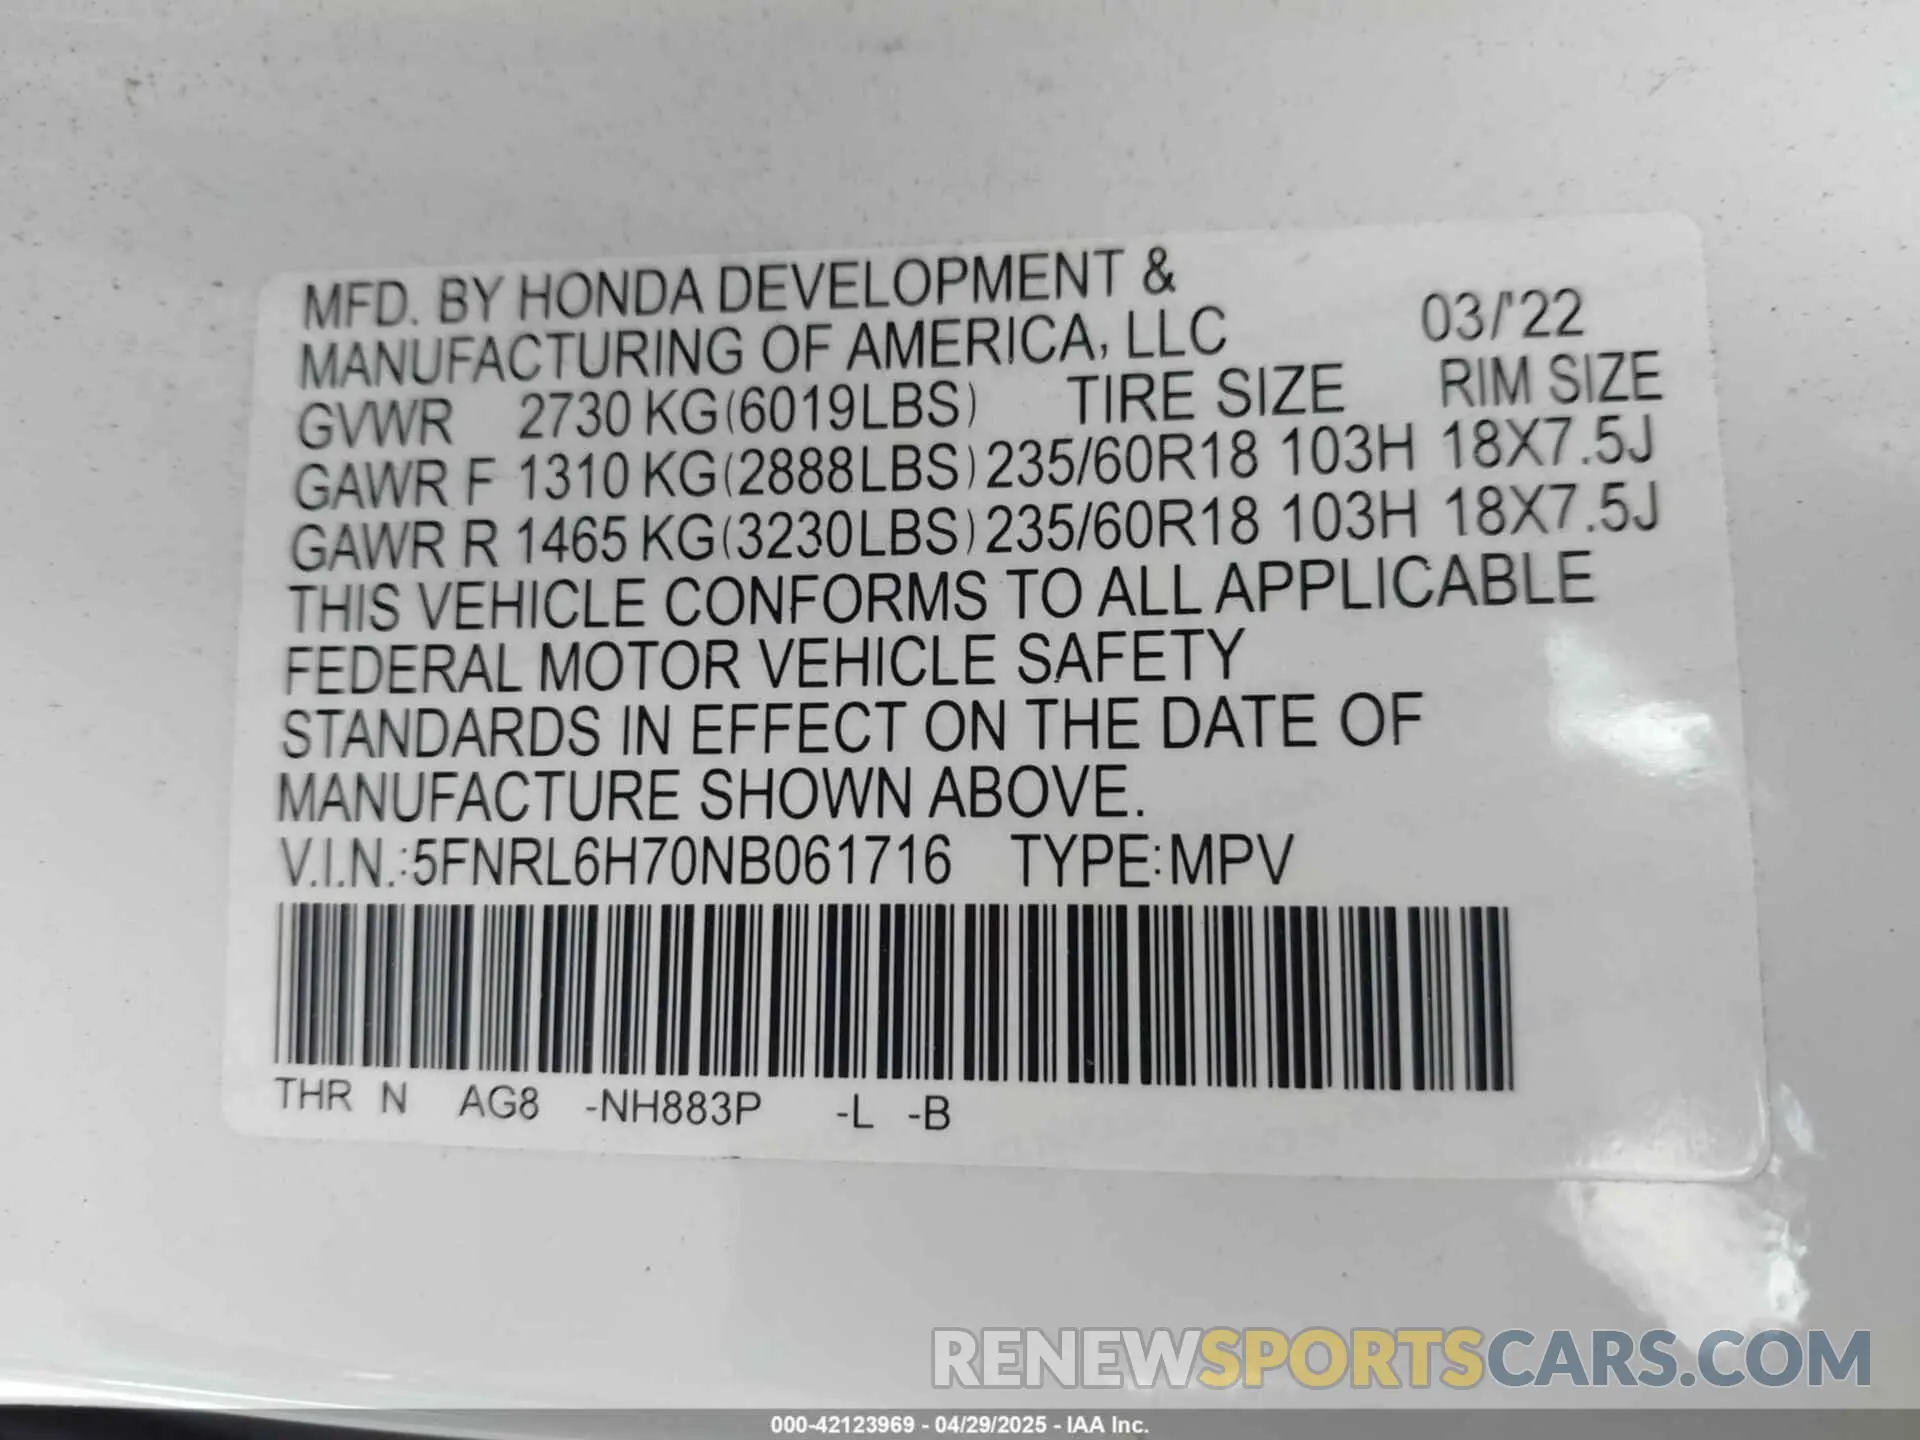 MFD. BY HONDA DEVELOPMENT &
MANUFACTURING OF AMERICA, LLC 03/'22
GVWR 2730 KG(6019LBS) TIRE SIZE RIM SIZE
GAWR F 1310 KG(2888LBS) 235/60R18 103H 18X7.5J
GAWR R 1465 KG(3230LBS) 235/60R18 103H 18X7.5J
THIS VEHICLE CONFORMS TO ALL APPLICABLE
FEDERAL MOTOR VEHICLE SAFETY
STANDARDS IN EFFECT ON THE DATE OF
MANUFACTURE SHOWN ABOVE.
V.I.N.:5FNRL6H70NB061716 TYPE:MPV
THR N AG8 -NH883P -L -B
RENEWSPORTSCARS.COM
000-42123969 - 04/29/2025 - IAA Inc.